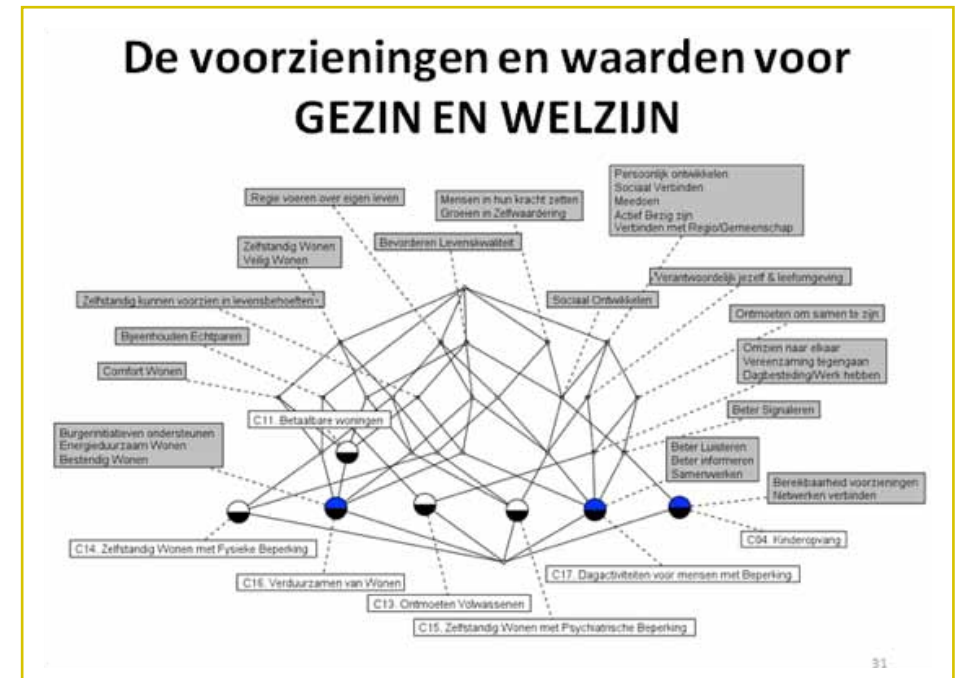 De voorzieningen en waarden voor
GEZIN EN WELZIJN
Persoonlijk ontwikkelen
Sociaal Verbinden
Meedoen
Actief Bezig zijn
Verbinden met Regio/Gemeenschap
Regie voeren over eigen leven
Mensen in hun kracht zetten
Groeien in Zelfwaardering
Zelfstandig Wonen
Veilig Wonen
Bevorderen Levenskwaliteit
Verantwoordelijk jezelf & leefomgeving
Zelfstandig kunnen voorzien in levensbehoeften
Sociaal Ontwikkelen
Ontmoeten om samen te zijn
Bijeenhouden Echtparen
Omzien naar elkaar
Vereenzaming tegengaan
Dagbesteding/Werk hebben
Comfort Wonen
C11. Betaalbare woningen
Beter Signaleren
Burgerinitiatieven ondersteunen
Energieduurzaam Wonen
Bestendig Wonen
Beter Luisteren
Beter informeren
Samenwerken
Bereikbaarheid voorzieningen
Netwerken verbinden
C14. Zelfstandig Wonen met Fysieke Beperking
C04. Kinderopvang
C16. Verduurzamen van Wonen
C17. Dagactiviteiten voor mensen met Beperking
C13. Ontmoeten Volwassenen
C15. Zelfstandig Wonen met Psychiatrische Beperking
31